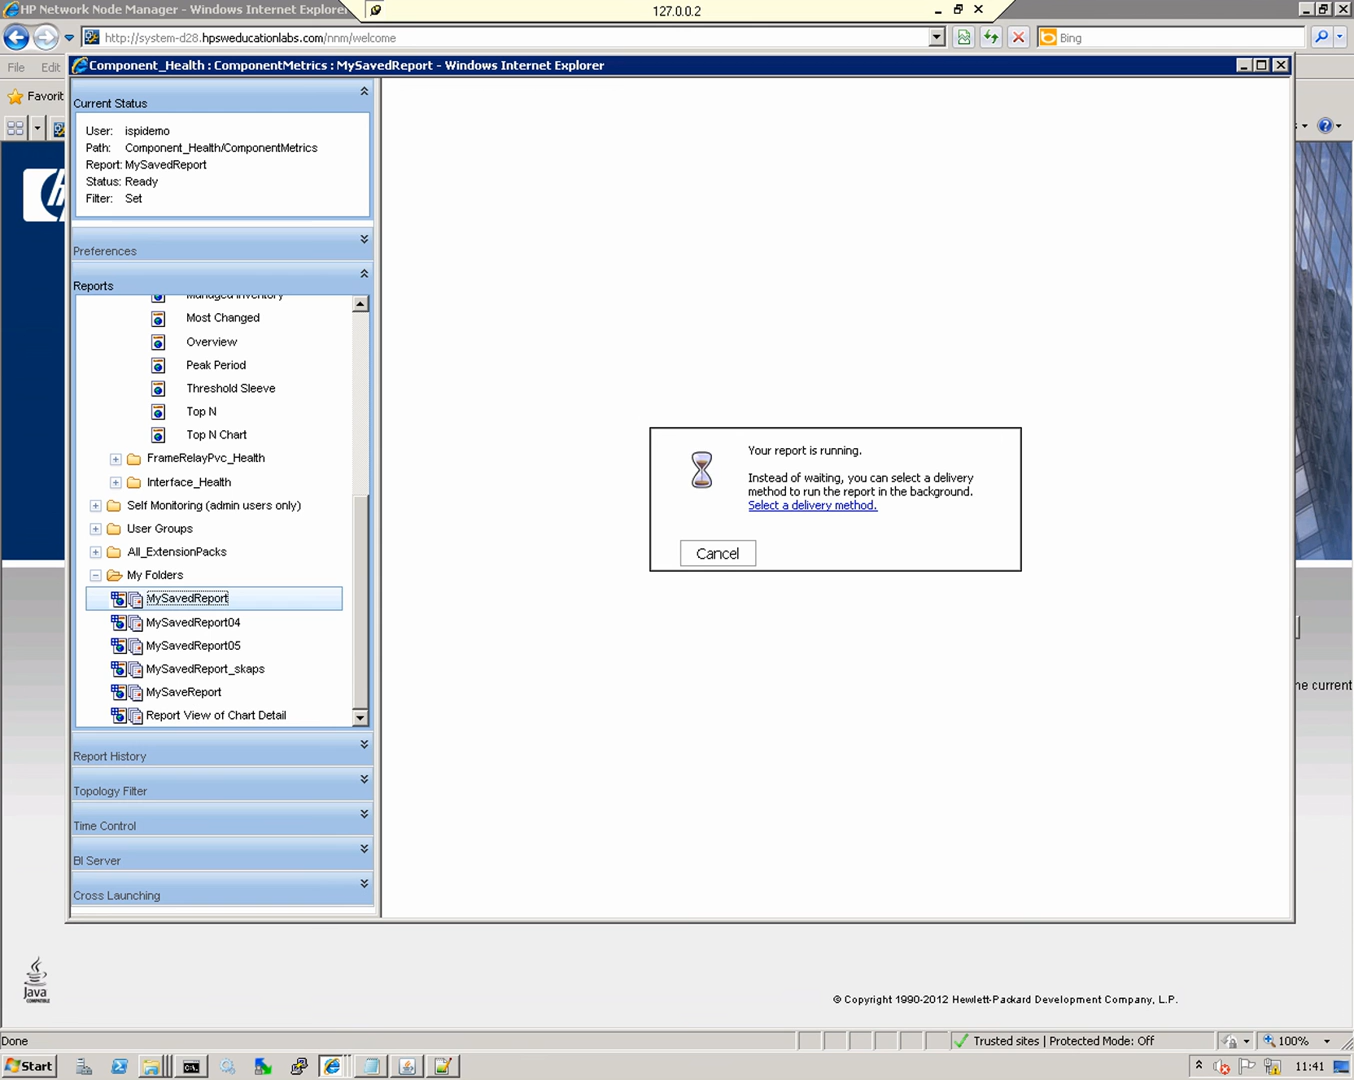 HP Network Node Manager - Windows Internet Explorer
127.0.0.2
http://system-d28.hpsweducationlabs.com/nnm/welcome
Bing
File Edit
Component_Health : ComponentMetrics : MySavedReport - Windows Internet Explorer
Favorit
Current Status
User: ispidemo
Path: Component_Health/ComponentMetrics
Report: MySavedReport
Status: Ready
Filter: Set
Preferences
Reports
Managed Inventory
Most Changed
Overview
Peak Period
Threshold Sleeve
Top N
Top N Chart
FrameRelayPvc_Health
Interface_Health
Self Monitoring (admin users only)
User Groups
All_ExtensionPacks
My Folders
MySavedReport
MySavedReport04
MySavedReport05
MySavedReport_skaps
MySaveReport
Report View of Chart Detail
Report History
Topology Filter
Time Control
BI Server
Cross Launching
Your report is running.
Instead of waiting, you can select a delivery
method to run the report in the background.
Select a delivery method.
Cancel
he current
Java
COMPATIBLE
© Copyright 1990-2012 Hewlett-Packard Development Company, L.P.
Done
Trusted sites | Protected Mode: Off
100%
Start
11:41